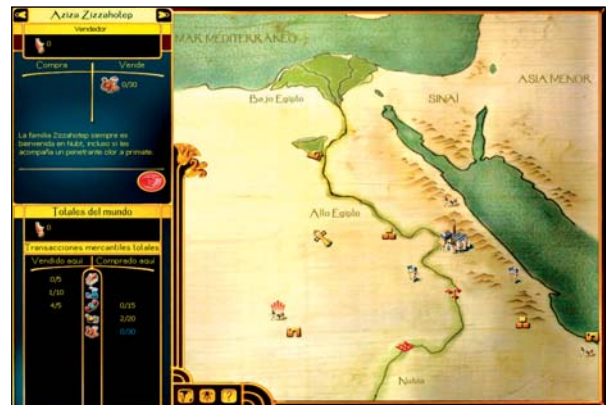 Aziza Zizzahotep
Vendedor
0
Compra
Vende
0/30
La familia Zizzahotep siempre es
bienvenida en Nubt, incluso si les
acompaña un penetrante olor a primate.
Totales del mundo
0
Transacciones mercantiles totales
Vendido aquí
Comprado aquí
0/5
1/10
4/5
0/15
2/20
0/30
MAR MEDITERRÁNEO
Bajo Egipto
SINAÍ
ASIA MENOR
Alto Egipto
Nubia
?